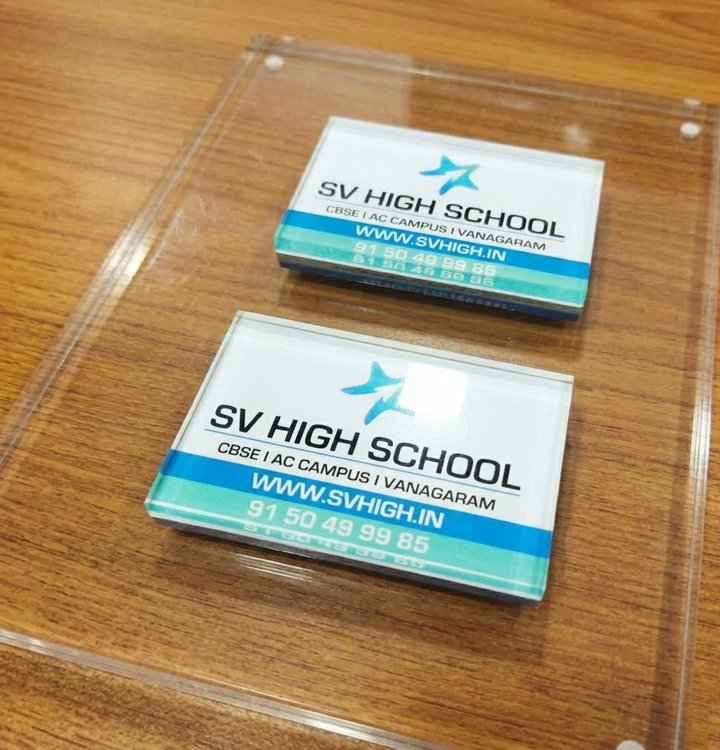 SV HIGH SCHOOL
CBSE I AC CAMPUS I VANAGARAM
WWW.SVHIGH.IN
91 50 49 99 85
SV HIGH SCHOOL
CBSE I AC CAMPUS I VANAGARAM
WWW.SVHIGH.IN
91 50 49 99 85